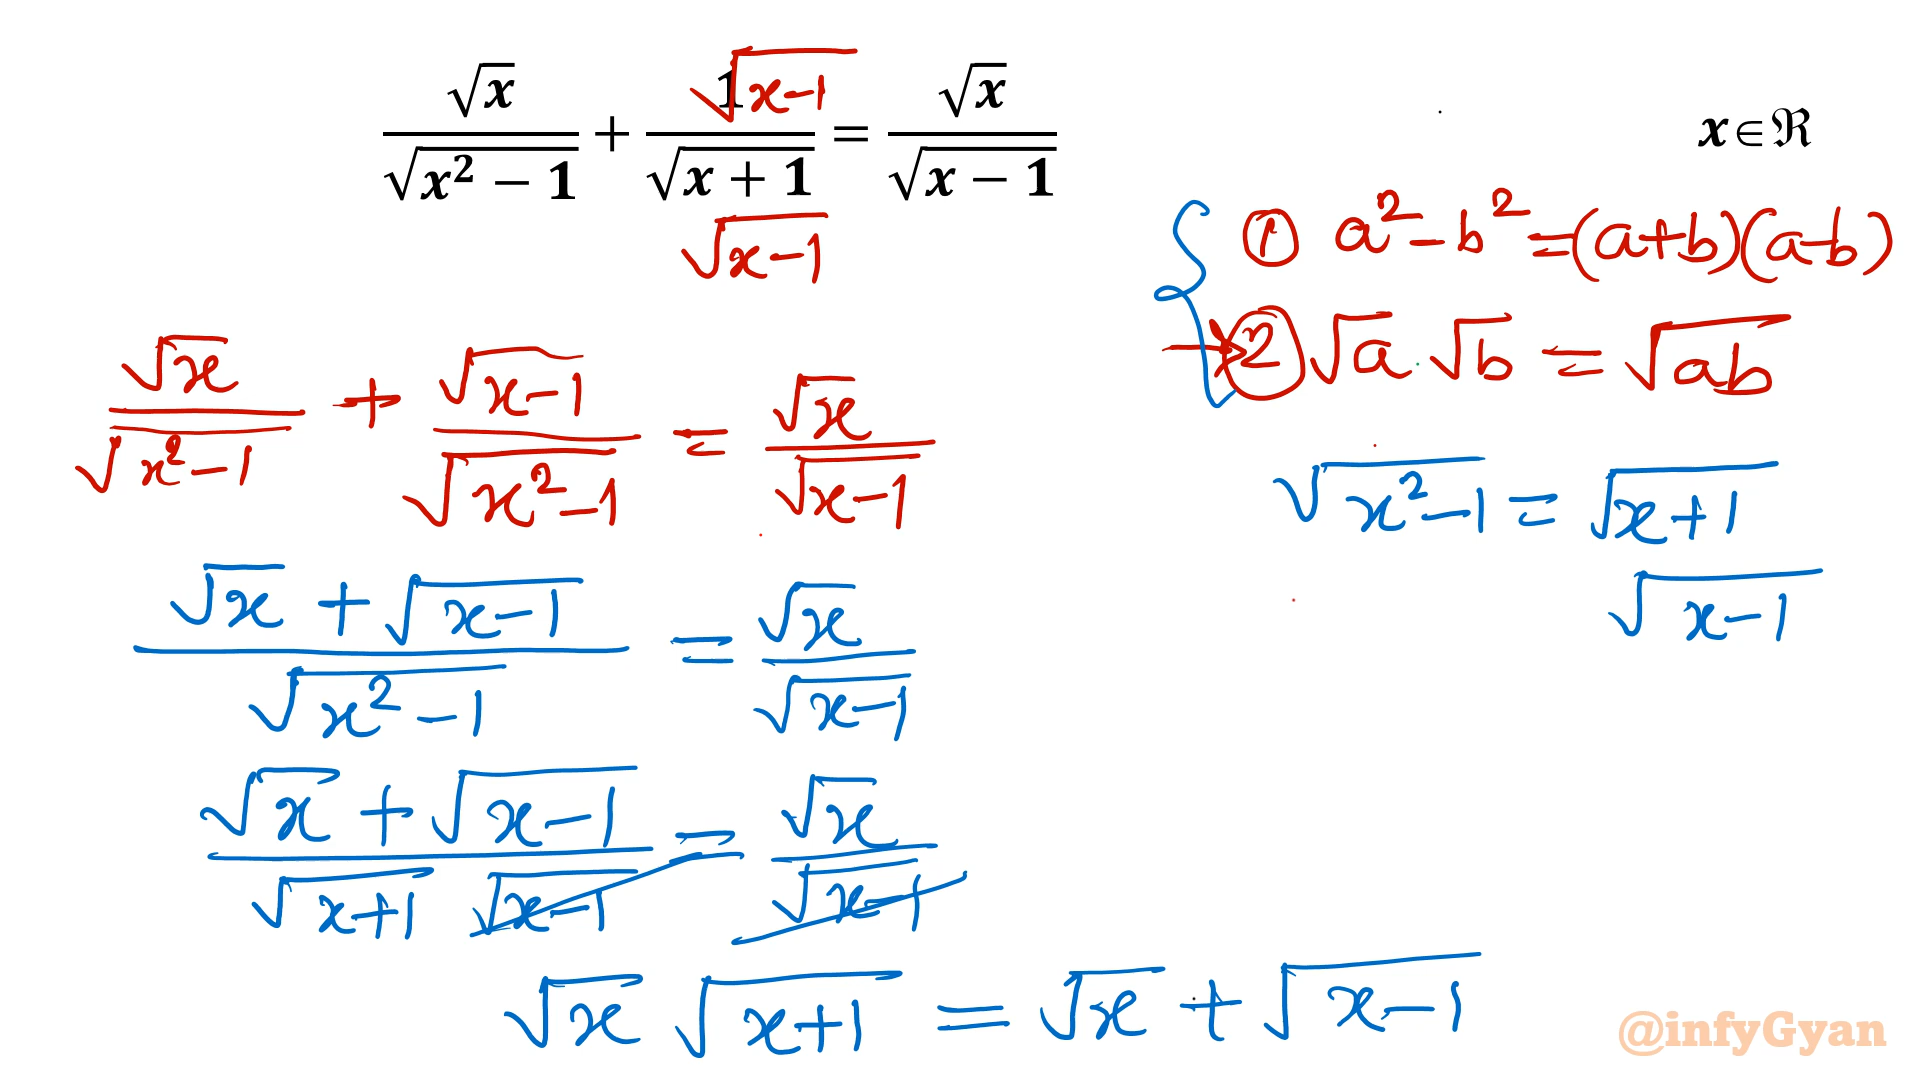 √x/√(x² − 1) + 1/√(x + 1) = √x/√(x − 1)
√(x−1)
√(x−1)
x ∈ ℜ
① a² − b² = (a+b)(a−b)
② √a . √b = √(ab)
√x/√(x²−1) + √(x−1)/√(x²−1) = √x/√(x−1)
√(x²−1) = √(x+1)
√(x−1)
(√x + √(x−1))/√(x²−1) = √x/√(x−1)
(√x + √(x−1))/(√(x+1) √(x−1)) = √x/√(x−1)
√x √(x+1) = √x + √(x−1)
@infyGyan